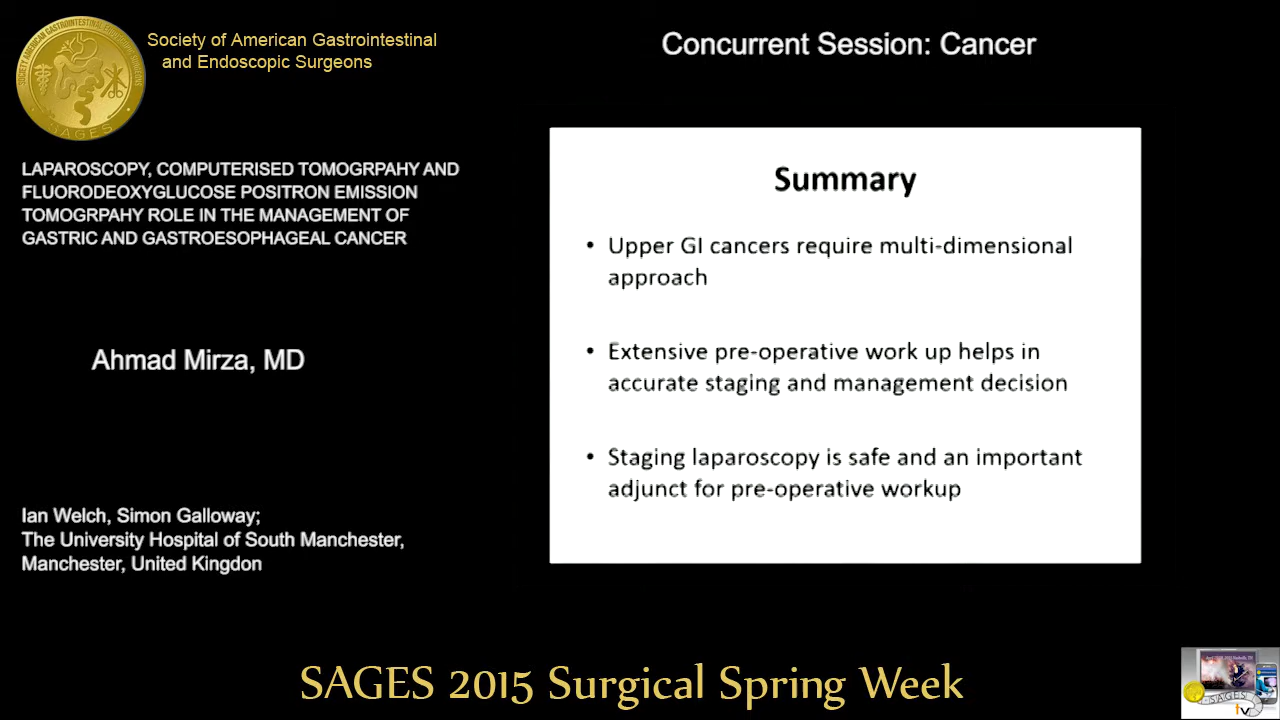 Society of American Gastrointestinal
and Endoscopic Surgeons
Concurrent Session: Cancer
SAGES
LAPAROSCOPY, COMPUTERISED TOMOGRPAHY AND
FLUORODEOXYGLUCOSE POSITRON EMISSION
TOMOGRPAHY ROLE IN THE MANAGEMENT OF
GASTRIC AND GASTROESOPHAGEAL CANCER
Ahmad Mirza, MD
Ian Welch, Simon Galloway;
The University Hospital of South Manchester,
Manchester, United Kingdon
Summary
• Upper GI cancers require multi-dimensional
approach
• Extensive pre-operative work up helps in
accurate staging and management decision
• Staging laparoscopy is safe and an important
adjunct for pre-operative workup
SAGES 2015 Surgical Spring Week
SAGES
tv